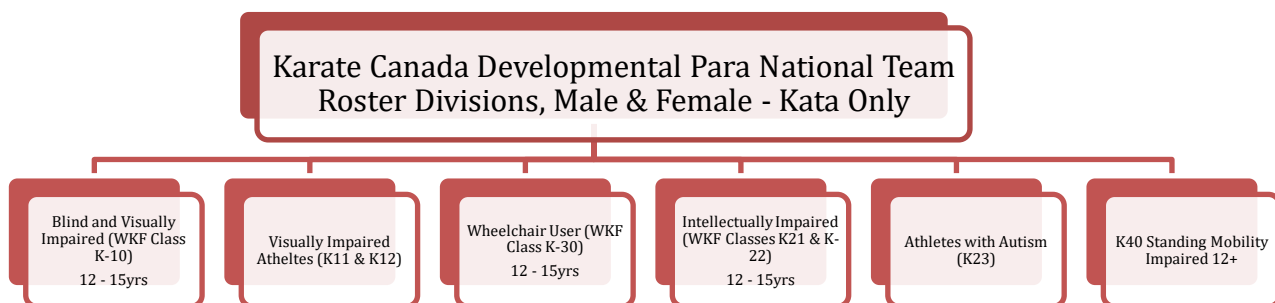 Karate Canada Developmental Para National Team
Roster Divisions, Male & Female - Kata Only
Blind and Visually
Impaired (WKF Class
K-10)
12 - 15yrs
Visually Impaired
Atheltes (K11 & K12)
Wheelchair User (WKF
Class K-30)
12 - 15yrs
Intellectually Impaired
(WKF Classes K21 & K-
22)
12 - 15yrs
Athletes with Autism
(K23)
K40 Standing Mobility
Impaired 12+